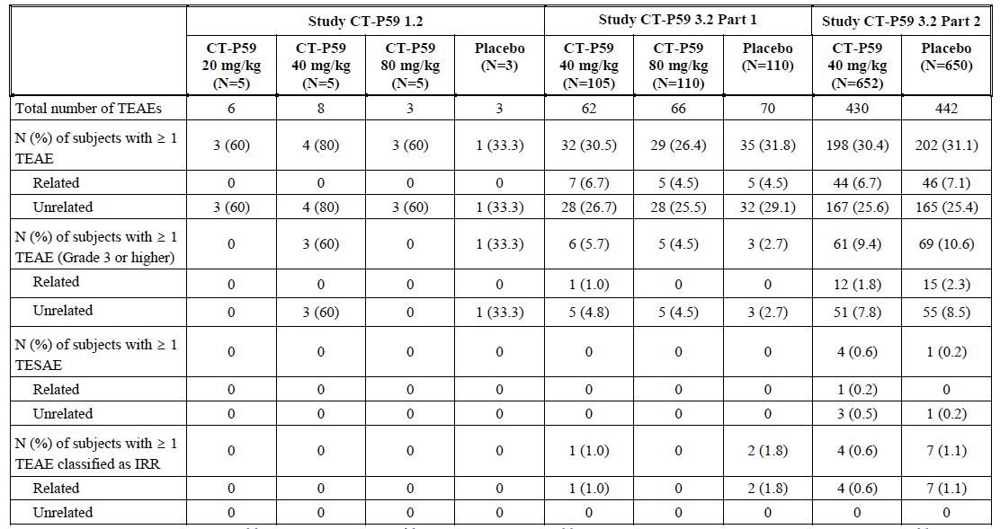 Study CT-P59 1.2 Study CT-P59 3.2 Part 1 Study CT-P59 3.2 Part 2
CT-P59 CT-P59 CT-P59 Placebo CT-P59 CT-P59 Placebo CT-P59 Placebo
20 mg/kg 40 mg/kg 80 mg/kg (N=3) 40 mg/kg 80 mg/kg (N=110) 40 mg/kg (N=650)
(N=5) (N=5) (N=5) (N=105) (N=110) (N=652)
Total number of TEAEs 6 8 3 3 62 66 70 430 442
N (%) of subjects with ≥ 1
TEAE 3 (60) 4 (80) 3 (60) 1 (33.3) 32 (30.5) 29 (26.4) 35 (31.8) 198 (30.4) 202 (31.1)
Related 0 0 0 0 7 (6.7) 5 (4.5) 5 (4.5) 44 (6.7) 46 (7.1)
Unrelated 3 (60) 4 (80) 3 (60) 1 (33.3) 28 (26.7) 28 (25.5) 32 (29.1) 167 (25.6) 165 (25.4)
N (%) of subjects with ≥ 1
TEAE (Grade 3 or higher) 0 3 (60) 0 1 (33.3) 6 (5.7) 5 (4.5) 3 (2.7) 61 (9.4) 69 (10.6)
Related 0 0 0 0 1 (1.0) 0 0 12 (1.8) 15 (2.3)
Unrelated 0 3 (60) 0 1 (33.3) 5 (4.8) 5 (4.5) 3 (2.7) 51 (7.8) 55 (8.5)
N (%) of subjects with ≥ 1
TESAE 0 0 0 0 0 0 0 4 (0.6) 1 (0.2)
Related 0 0 0 0 0 0 0 1 (0.2) 0
Unrelated 0 0 0 0 0 0 0 3 (0.5) 1 (0.2)
N (%) of subjects with ≥ 1
TEAE classified as IRR 0 0 0 0 1 (1.0) 0 2 (1.8) 4 (0.6) 7 (1.1)
Related 0 0 0 0 1 (1.0) 0 2 (1.8) 4 (0.6) 7 (1.1)
Unrelated 0 0 0 0 0 0 0 0 0